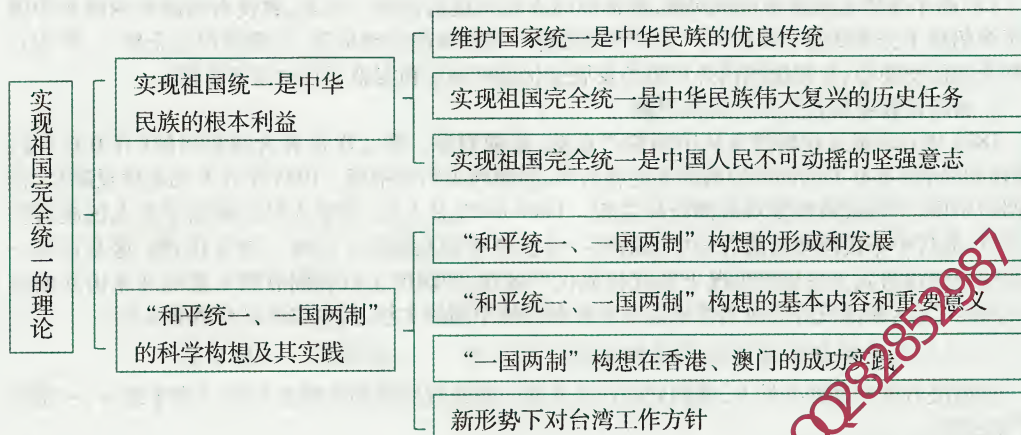 实现祖国完全统一的理论
实现祖国统一是中华
民族的根本利益
维护国家统一是中华民族的优良传统
实现祖国完全统一是中华民族伟大复兴的历史任务
实现祖国完全统一是中国人民不可动摇的坚强意志
“和平统一、一国两制”
的科学构想及其实践
“和平统一、一国两制”构想的形成和发展
“和平统一、一国两制”构想的基本内容和重要意义
“一国两制”构想在香港、澳门的成功实践
新形势下对台湾工作方针
QQ282852987